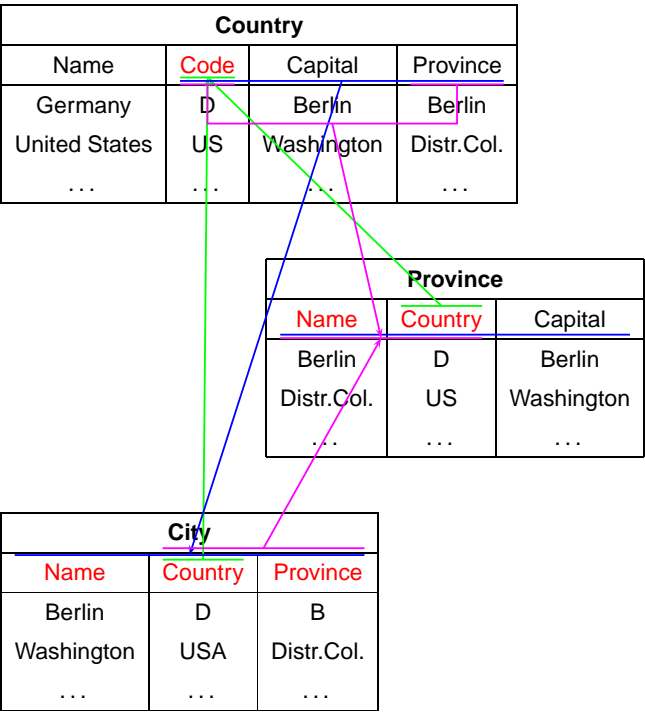 Country
Name Code Capital Province
Germany D Berlin Berlin
United States US Washington Distr.Col.
... ... ... ...
Province
Name Country Capital
Berlin D Berlin
Distr.Col. US Washington
... ... ...
City
Name Country Province
Berlin D B
Washington USA Distr.Col.
... ... ...